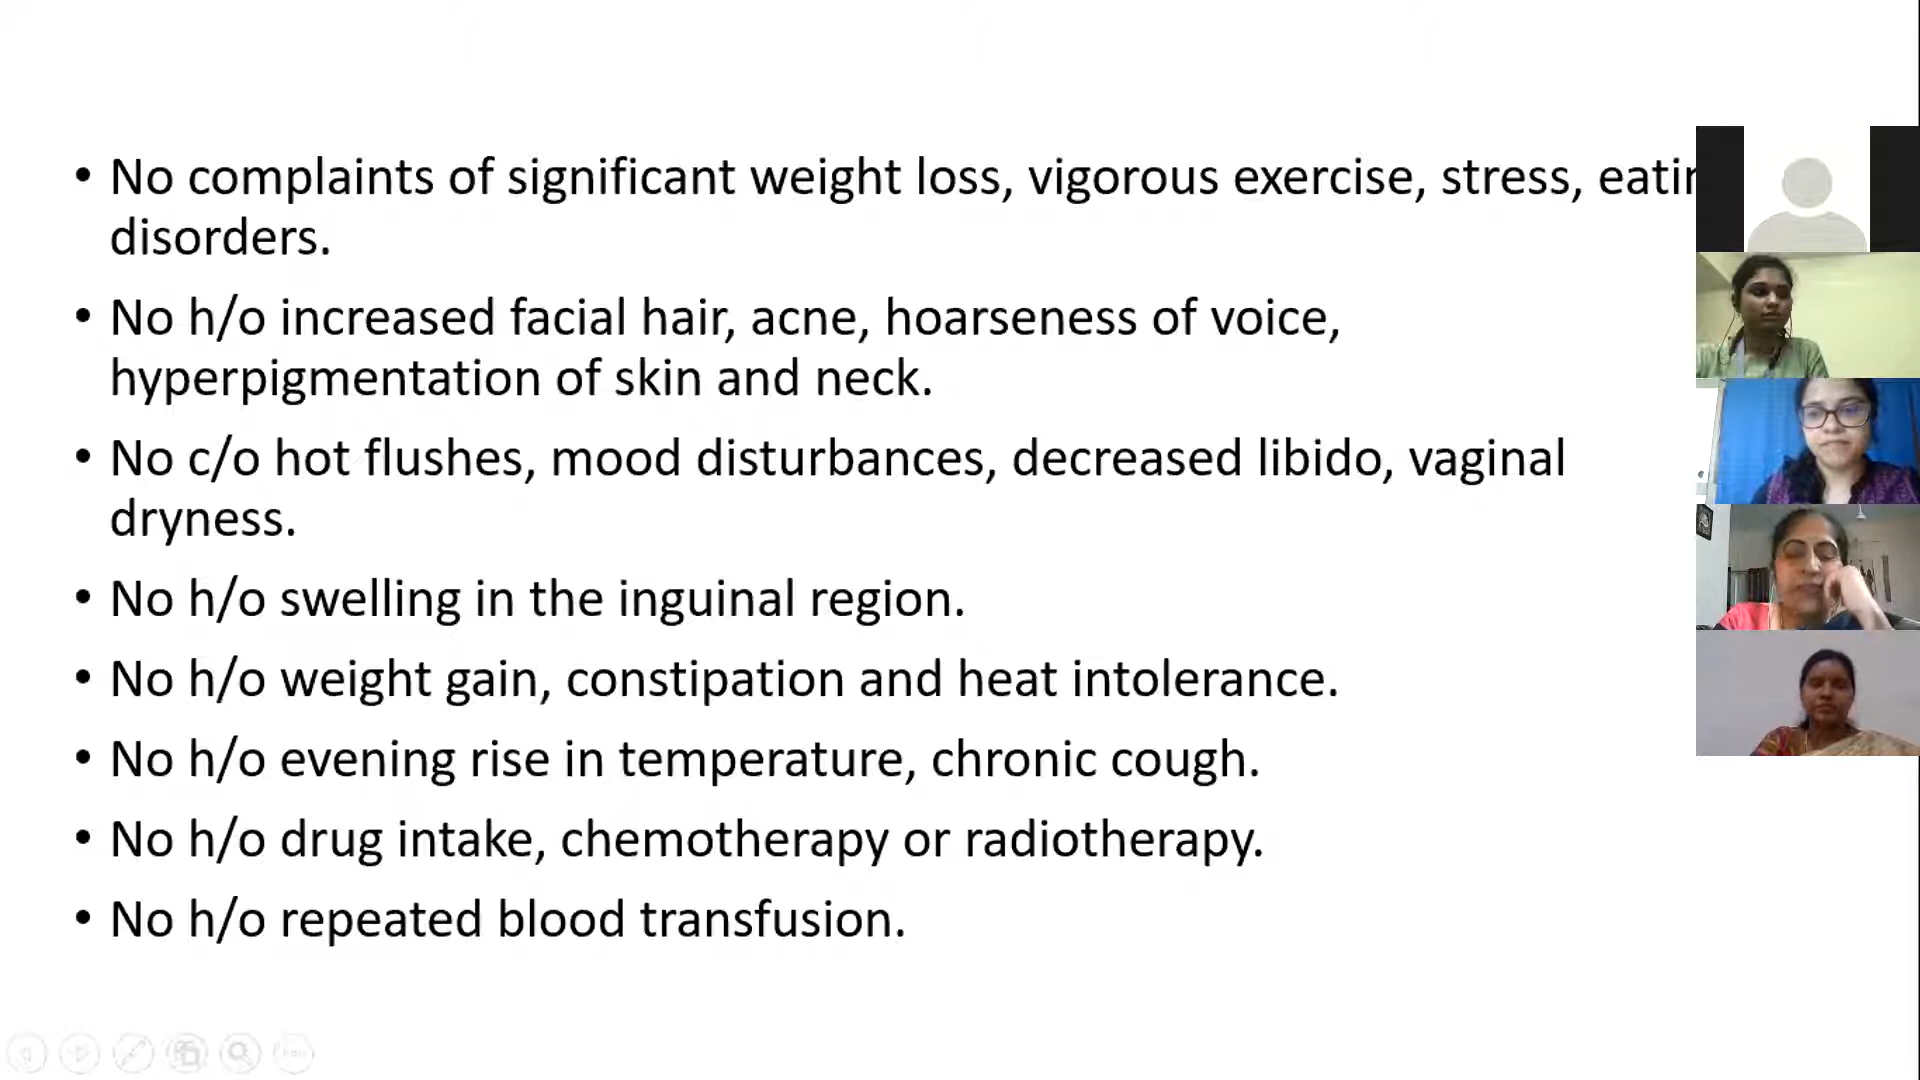 • No complaints of significant weight loss, vigorous exercise, stress,
disorders.
• No h/o increased facial hair, acne, hoarseness of voice,
hyperpigmentation of skin and neck.
• No c/o hot flushes, mood disturbances, decreased libido, vaginal
dryness.
• No h/o swelling in the inguinal region.
• No h/o weight gain, constipation and heat intolerance.
• No h/o evening rise in temperature, chronic cough.
• No h/o drug intake, chemotherapy or radiotherapy.
• No h/o repeated blood transfusion.